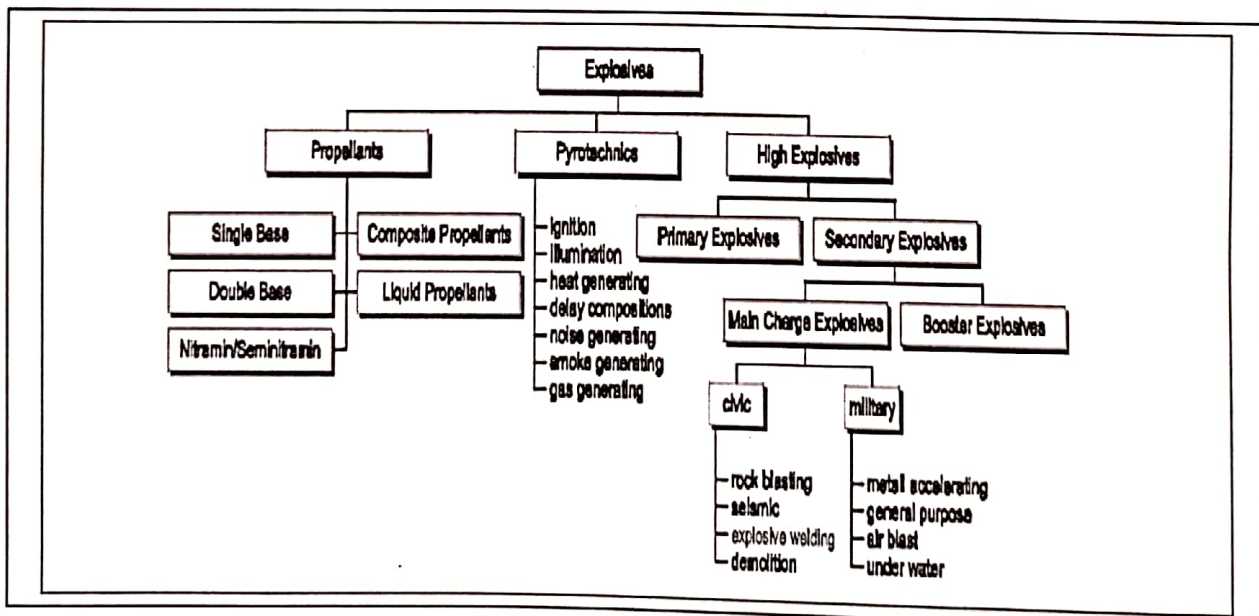 Explosives
Propellants
Pyrotechnics
High Explosives
Single Base
Composite Propellants
Double Base
Liquid Propellants
Nitramin/Seminitramin
ignition
illumination
heat generating
delay compositions
noise generating
smoke generating
gas generating
Primary Explosives
Secondary Explosives
Main Charge Explosives
Booster Explosives
civic
military
rock blasting
seismic
explosive welding
demolition
metall accelerating
general purpose
air blast
under water